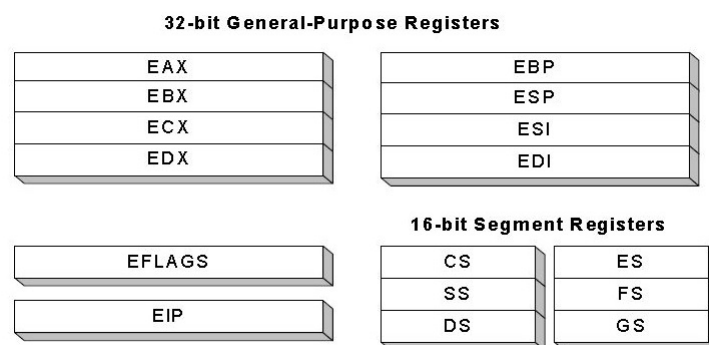 32-bit General-Purpose Registers
EAX
EBX
ECX
EDX
EBP
ESP
ESI
EDI
16-bit Segment Registers
EFLAGS
EIP
CS
SS
DS
ES
FS
GS